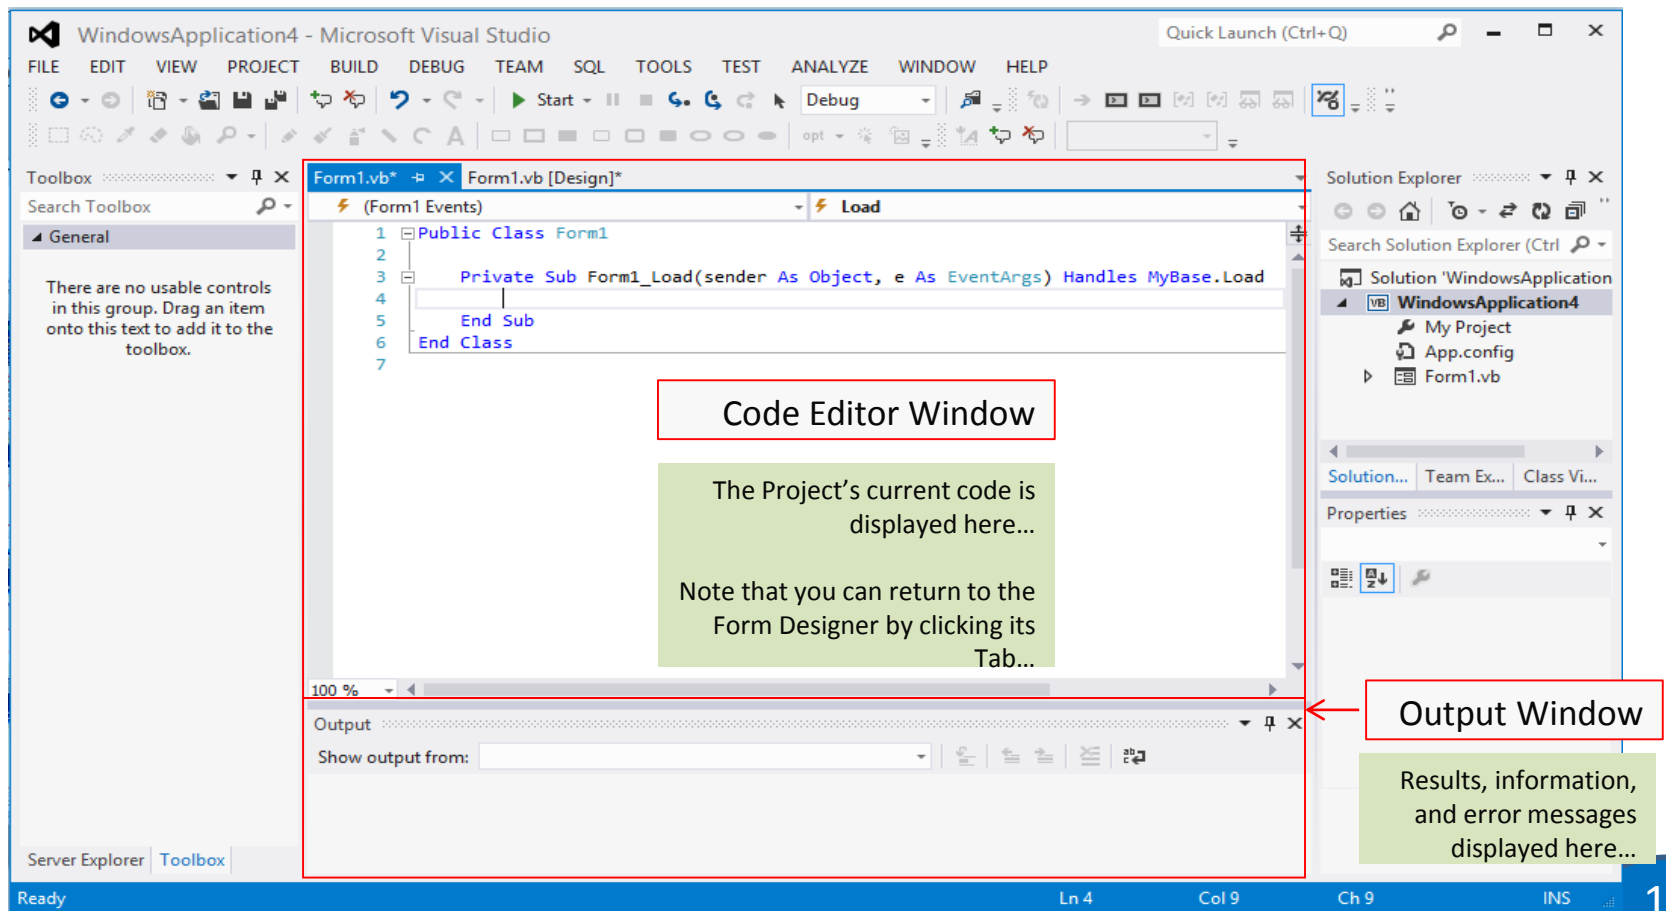 WindowsApplication4 - Microsoft Visual Studio
Quick Launch (Ctrl+Q)
FILE EDIT VIEW PROJECT BUILD DEBUG TEAM SQL TOOLS TEST ANALYZE WINDOW HELP
Start Debug
A opt
Toolbox
Search Toolbox
General
There are no usable controls
in this group. Drag an item
onto this text to add it to the
toolbox.
Server Explorer Toolbox
Form1.vb* Form1.vb [Design]*
(Form1 Events) Load
1 Public Class Form1
2
3 Private Sub Form1_Load(sender As Object, e As EventArgs) Handles MyBase.Load
4
5 End Sub
6 End Class
7
Code Editor Window
The Project's current code is
displayed here…
Note that you can return to the
Form Designer by clicking its
Tab…
100 %
Output
Show output from:
Solution Explorer
Search Solution Explorer (Ctrl
Solution 'WindowsApplication
VB WindowsApplication4
My Project
App.config
Form1.vb
Solution... Team Ex... Class Vi...
Properties
Output Window
Results, information,
and error messages
displayed here…
Ready Ln 4 Col 9 Ch 9 INS
1